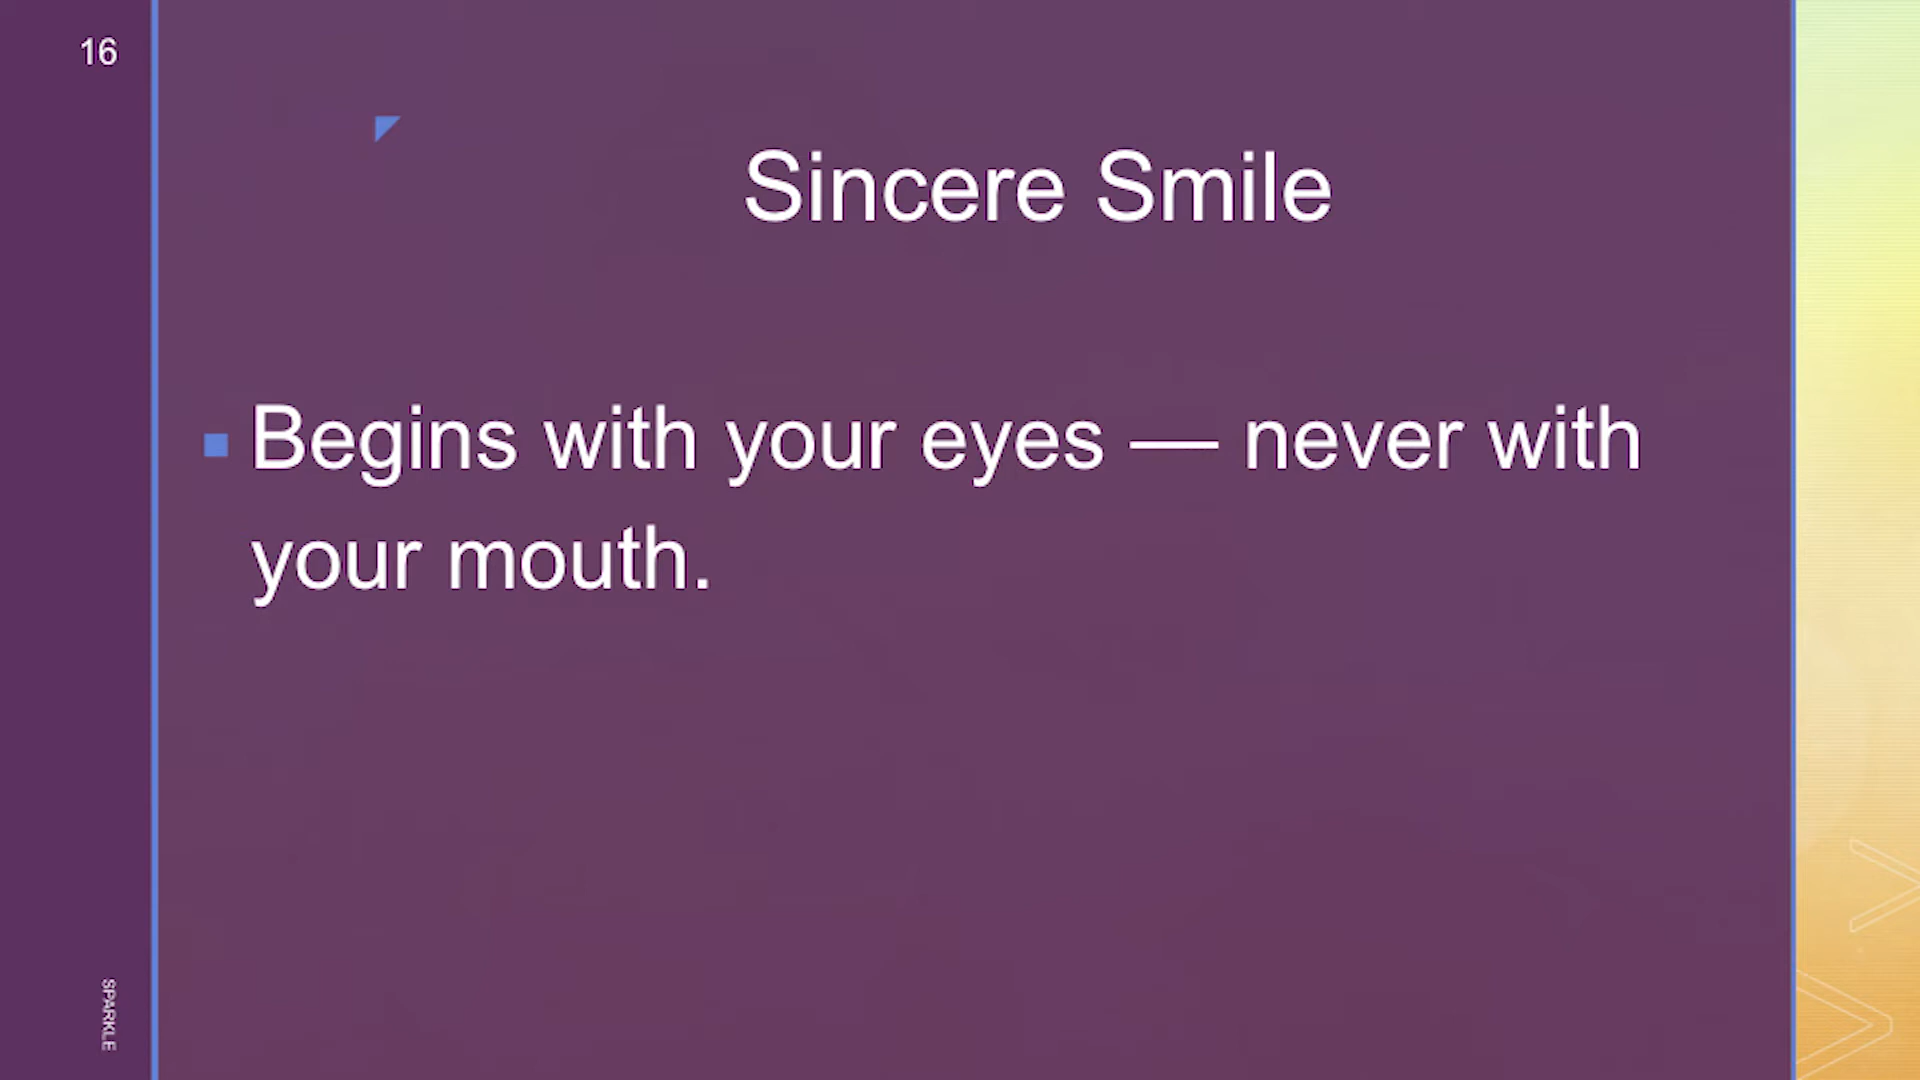 16
Sincere Smile
Begins with your eyes — never with
your mouth.
SPARKLE